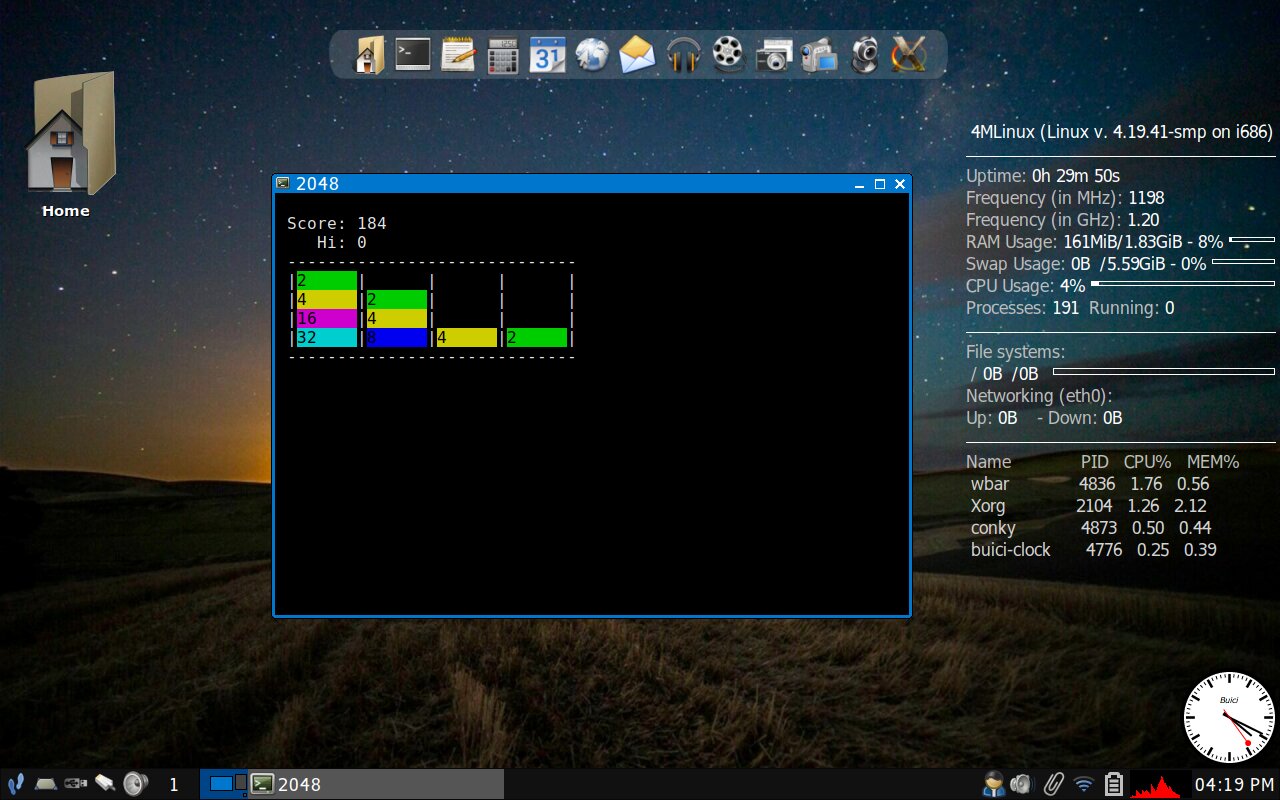 31
Home
4MLinux (Linux v. 4.19.41-smp on i686)
Uptime: 0h 29m 50s
Frequency (in MHz): 1198
Frequency (in GHz): 1.20
RAM Usage: 161MiB/1.83GiB - 8%
Swap Usage: 0B /5.59GiB - 0%
CPU Usage: 4%
Processes: 191 Running: 0
File systems:
/ 0B /0B
Networking (eth0):
Up: 0B - Down: 0B
Name PID CPU% MEM%
wbar 4836 1.76 0.56
Xorg 2104 1.26 2.12
conky 4873 0.50 0.44
buici-clock 4776 0.25 0.39
2048
Score: 184
Hi: 0
-----------------------------
|2 | | | |
|4 |2 | | |
|16 |4 | | |
|32 |8 |4 |2 |
-----------------------------
Buici
1
2048
04:19 PM